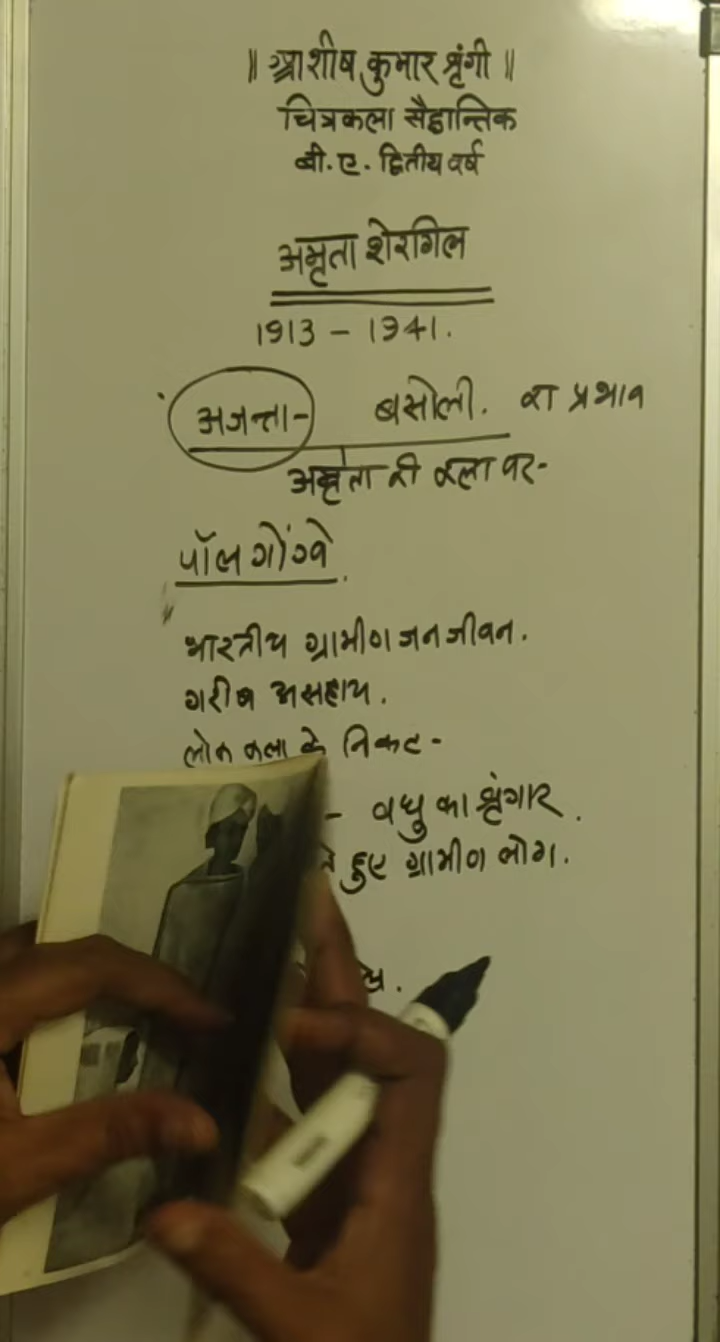 ॥ आशीष कुमार श्रृंगी ॥
चित्रकला सैद्धान्तिक
बी.ए. द्वितीय वर्ष
अमृता शेरगिल
1913 - 1941.
अजन्ता- बसोली. का प्रभाव
अमृता की कला पर-
पॉल गोंग्वे
भारतीय ग्रामीण जन जीवन.
गरीब असहाय.
लोक कला के निकट -
- वधु का श्रृंगार.
हुए ग्रामीण लोग.